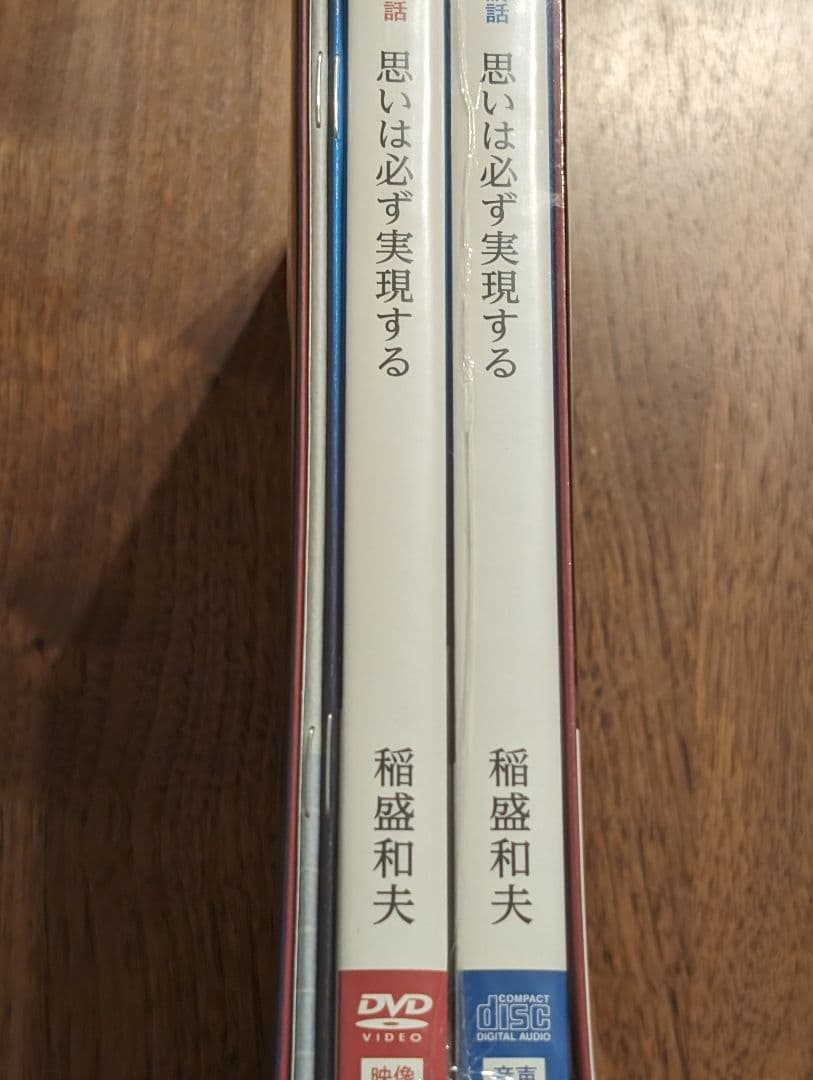 話
思いは必ず実現する
稲盛和夫
DVD
VIDEO
映像
話
思いは必ず実現する
稲盛和夫
COMPACT
disc
DIGITAL AUDIO
音声